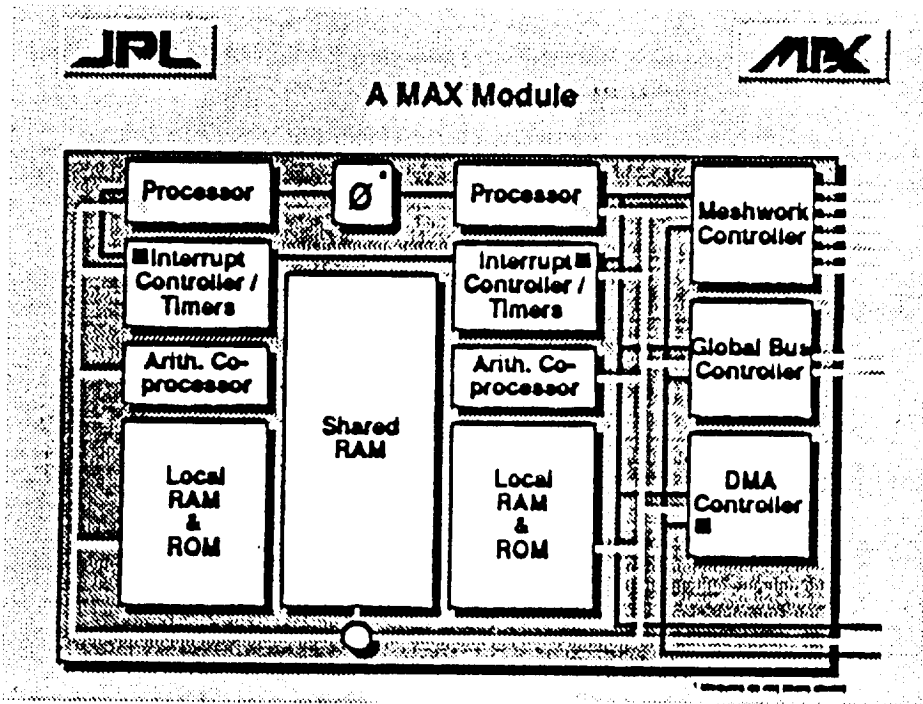 JPL
MAX
A MAX Module
Processor
Ø
*
Processor
Meshwork
Controller
Interrupt
Controller /
Timers
Interrupt
Controller /
Timers
Arith. Co-
processor
Arith. Co-
processor
Global Bus
Controller
Shared
RAM
Local
RAM
&
ROM
Local
RAM
&
ROM
DMA
Controller